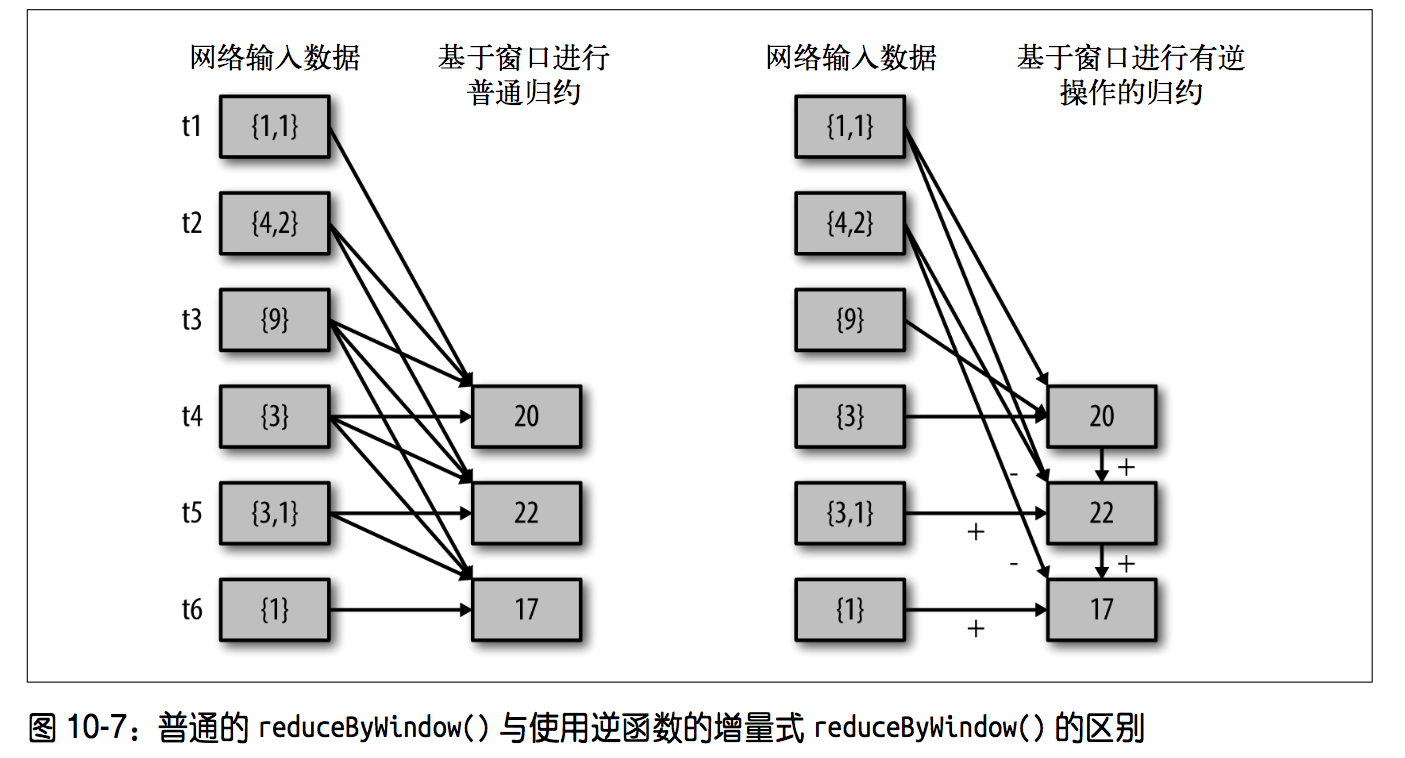 网络输入数据
基于窗口进行
普通归约
t1
{1,1}
t2
{4,2}
t3
{9}
t4
{3}
20
t5
{3,1}
22
t6
{1}
17
网络输入数据
基于窗口进行有逆
操作的归约
{1,1}
{4,2}
{9}
{3}
20
-
+
{3,1}
22
+
-
+
{1}
17
+
图 10-7：普通的 reduceByWindow() 与使用逆函数的增量式 reduceByWindow() 的区别